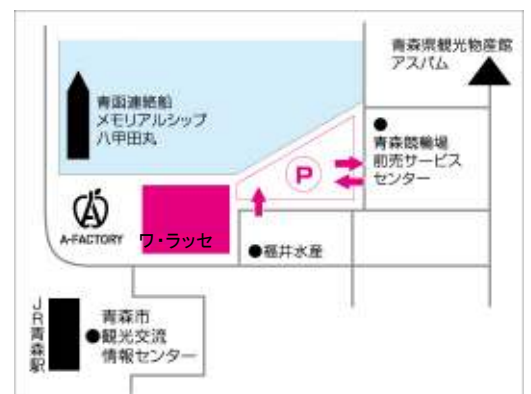 青森県観光物産館
アスパム
青函連絡船
メモリアルシップ
八甲田丸
青森競輪場
前売サービス
センター
P
A-FACTORY
ワ・ラッセ
福井水産
JR青森駅
青森市
観光交流
情報センター